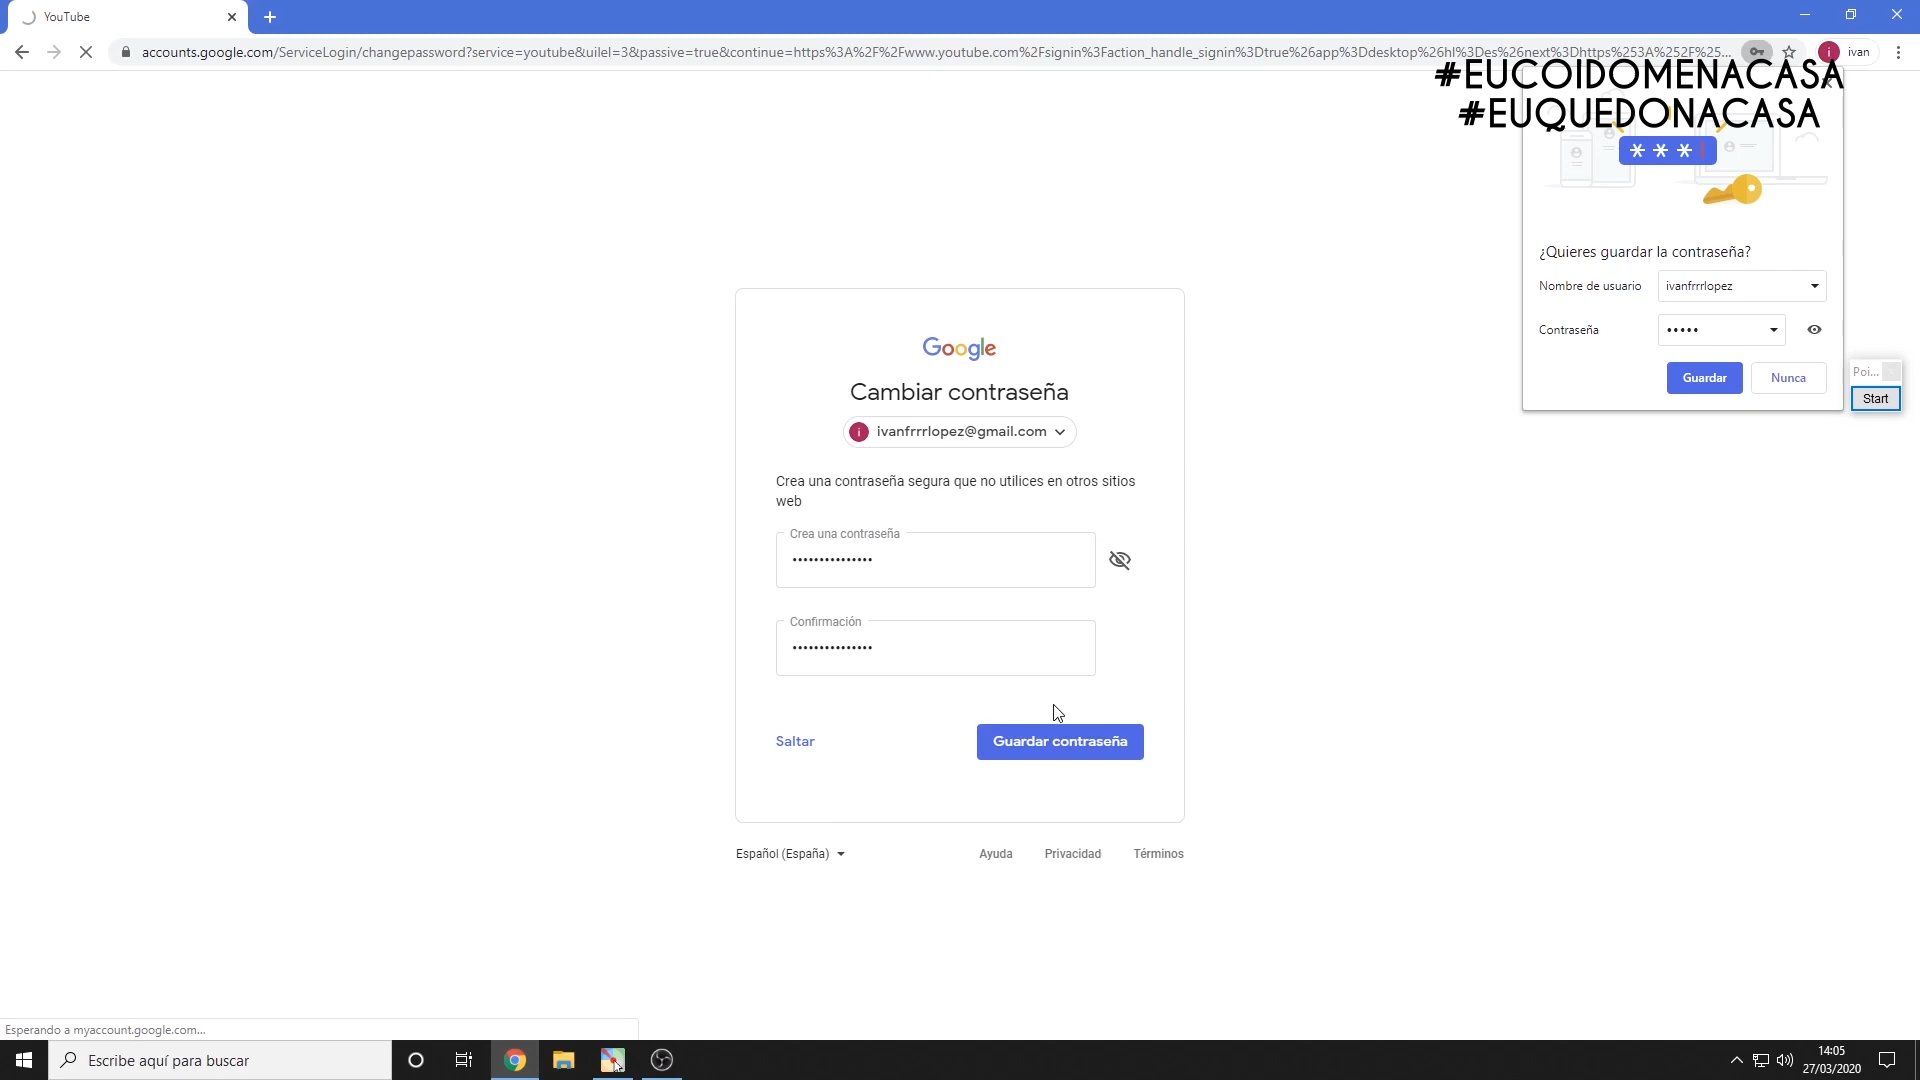 YouTube
accounts.google.com/ServiceLogin/changepassword?service=youtube&uilel=3&passive=true&continue=https%3A%2F%2Fwww.youtube.com%2Fsignin%3Faction_handle_signin%3Dtrue%26app%3Ddesktop%26hl%3Des%26next%3Dhttps%253A%252F%25...
ivan
#EUCOIDOMENACASA
#EUQUEDONACASA
***
¿Quieres guardar la contraseña?
Nombre de usuario ivanfrrrlopez
Contraseña •••••
Guardar Nunca
Poi...
Start
Google
Cambiar contraseña
i ivanfrrrlopez@gmail.com
Crea una contraseña segura que no utilices en otros sitios
web
Crea una contraseña
•••••••••••••••
Confirmación
•••••••••••••••
Saltar Guardar contraseña
Español (España) Ayuda Privacidad Términos
Esperando a myaccount.google.com...
Escribe aquí para buscar
14:05
27/03/2020